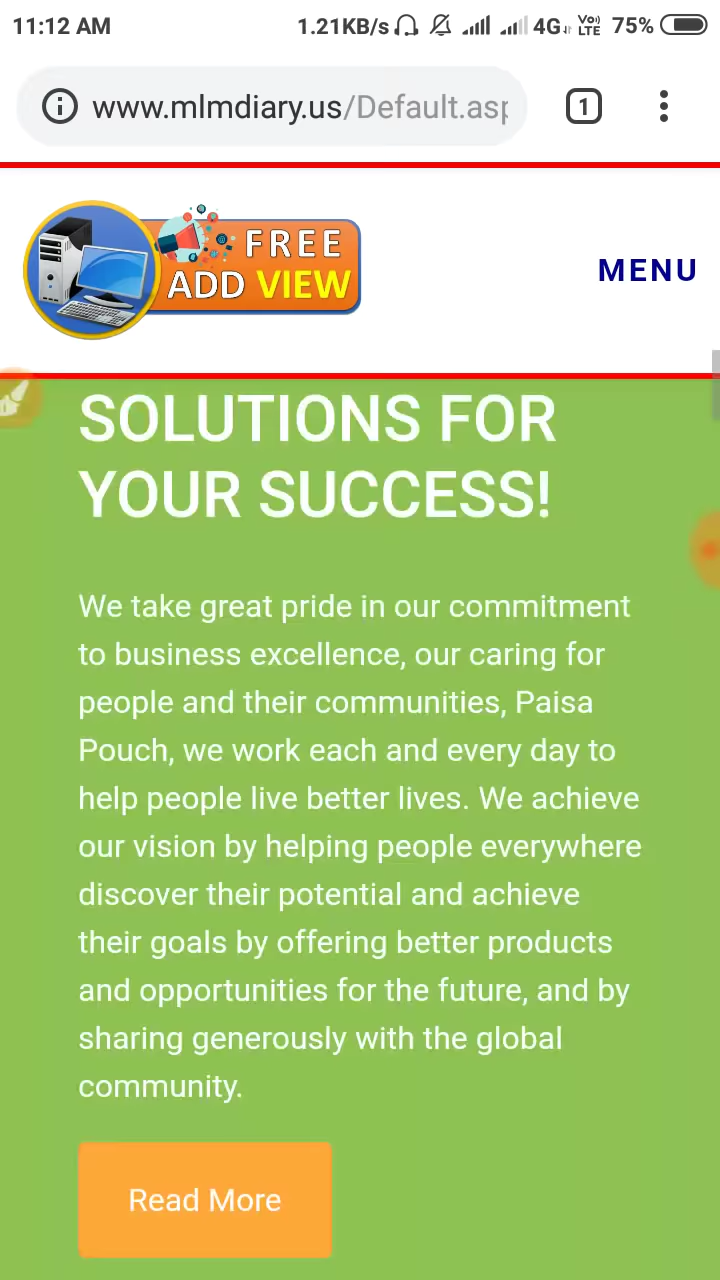 11:12 AM 1.21KB/s 4G Vo) LTE 75%
www.mlmdiary.us/Default.asp 1
FREE
ADD VIEW
MENU
SOLUTIONS FOR
YOUR SUCCESS!
We take great pride in our commitment
to business excellence, our caring for
people and their communities, Paisa
Pouch, we work each and every day to
help people live better lives. We achieve
our vision by helping people everywhere
discover their potential and achieve
their goals by offering better products
and opportunities for the future, and by
sharing generously with the global
community.
Read More